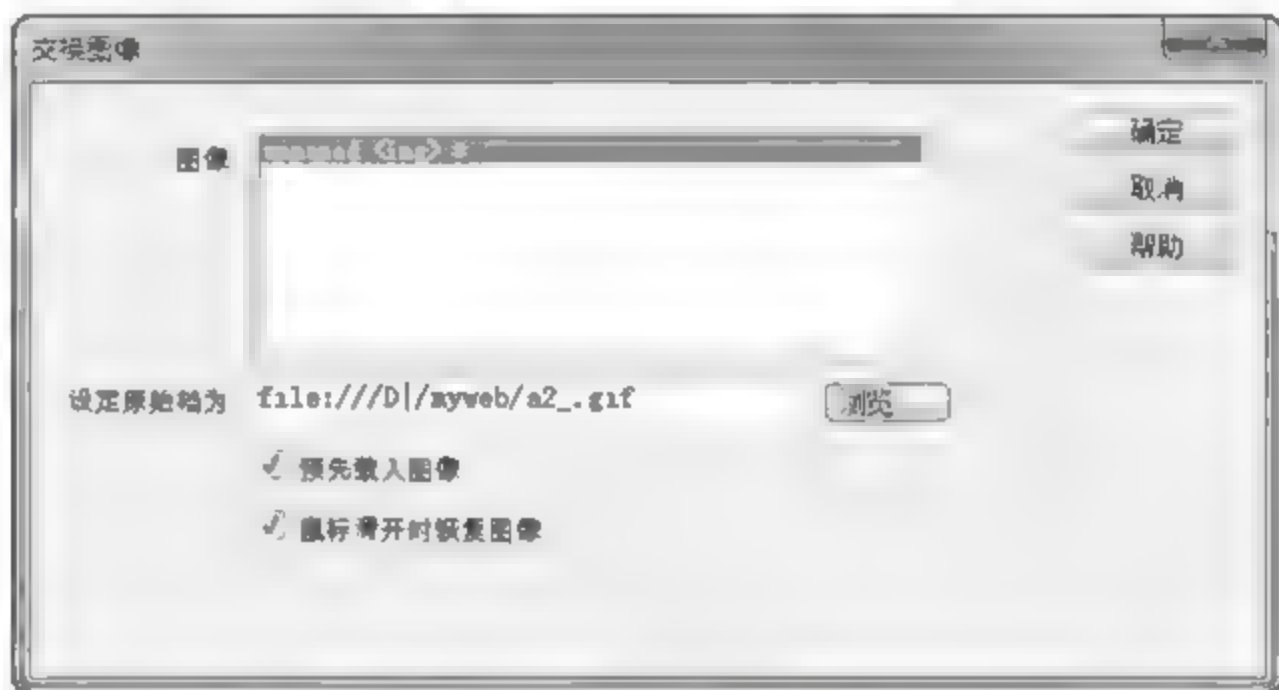 交换图像
图像
<img> *
确定
取消
帮助
设定原始档为 file:///D|/myweb/a2_.gif 浏览
预先载入图像
鼠标滑开时恢复图像